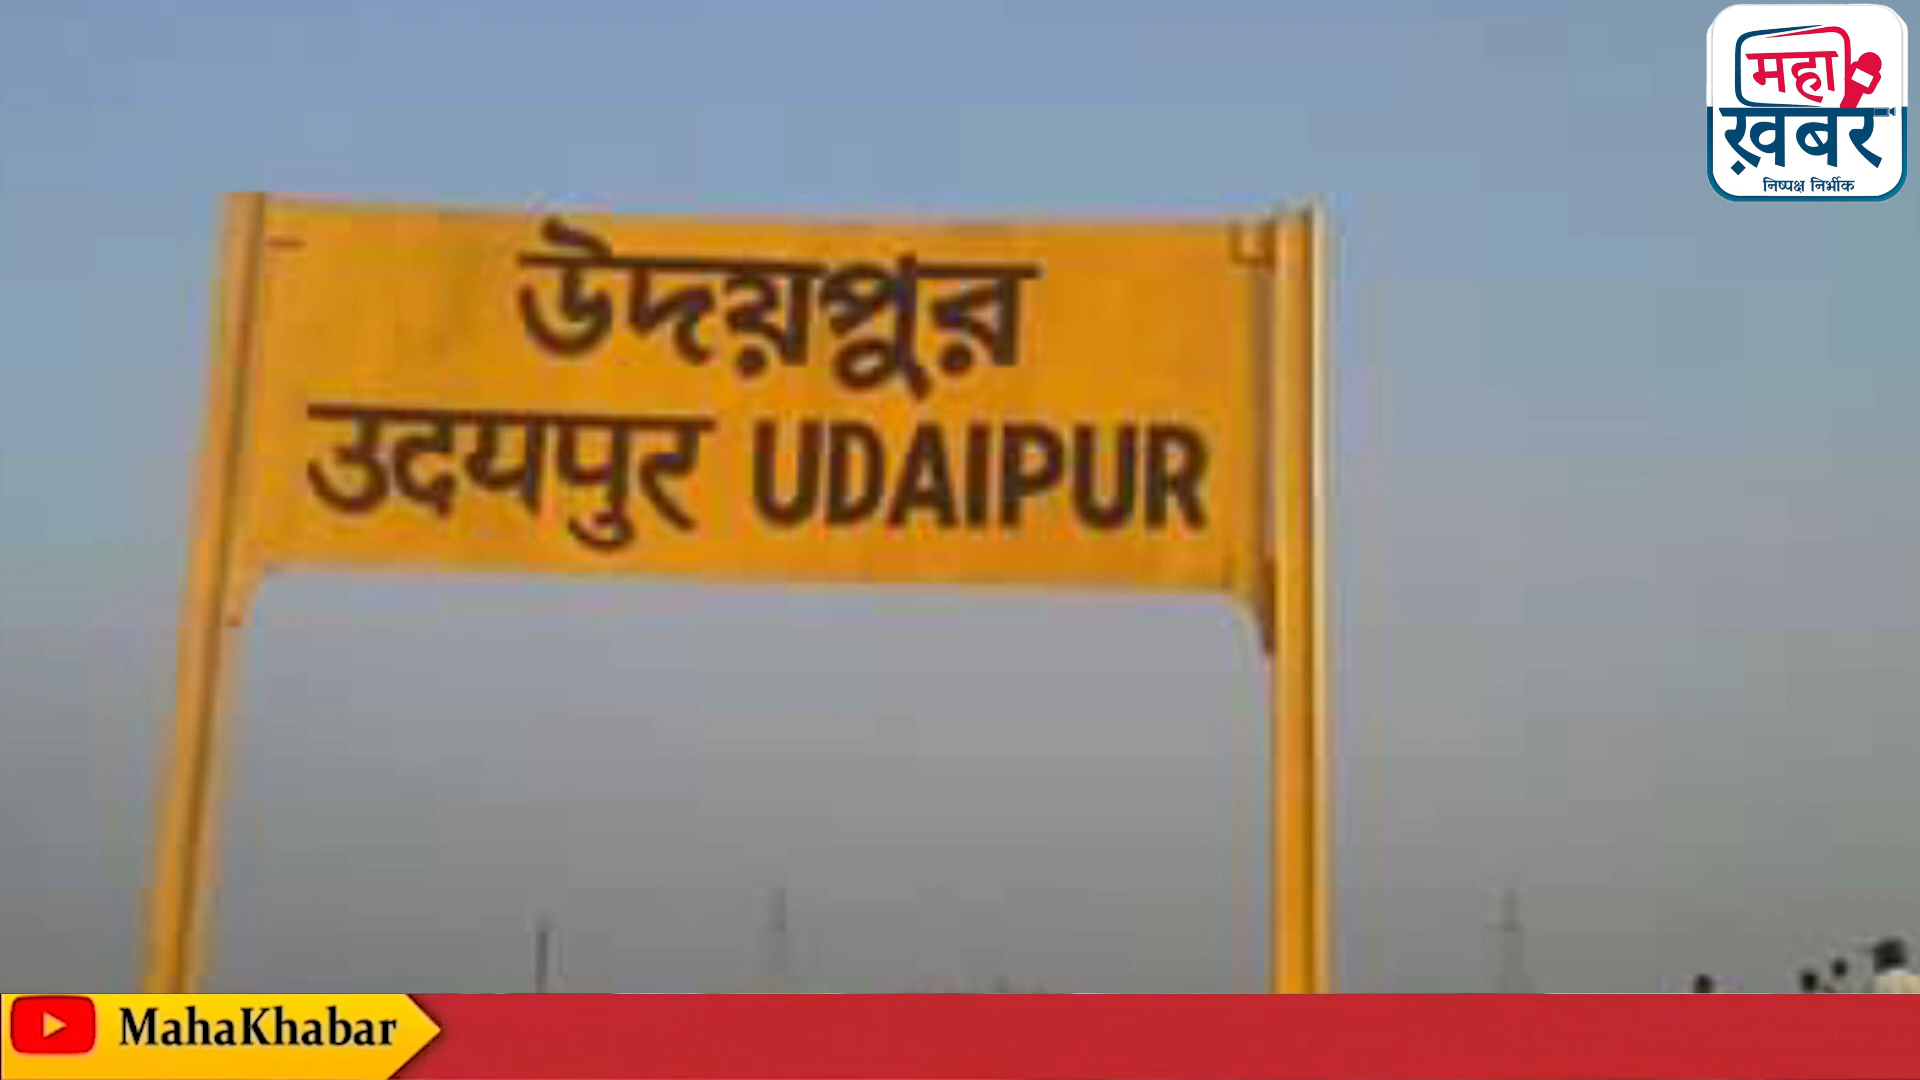 महा
ख़बर
निष्पक्ष निर्भीक
উদয়পুর
उदयपुर UDAIPUR
MahaKhabar